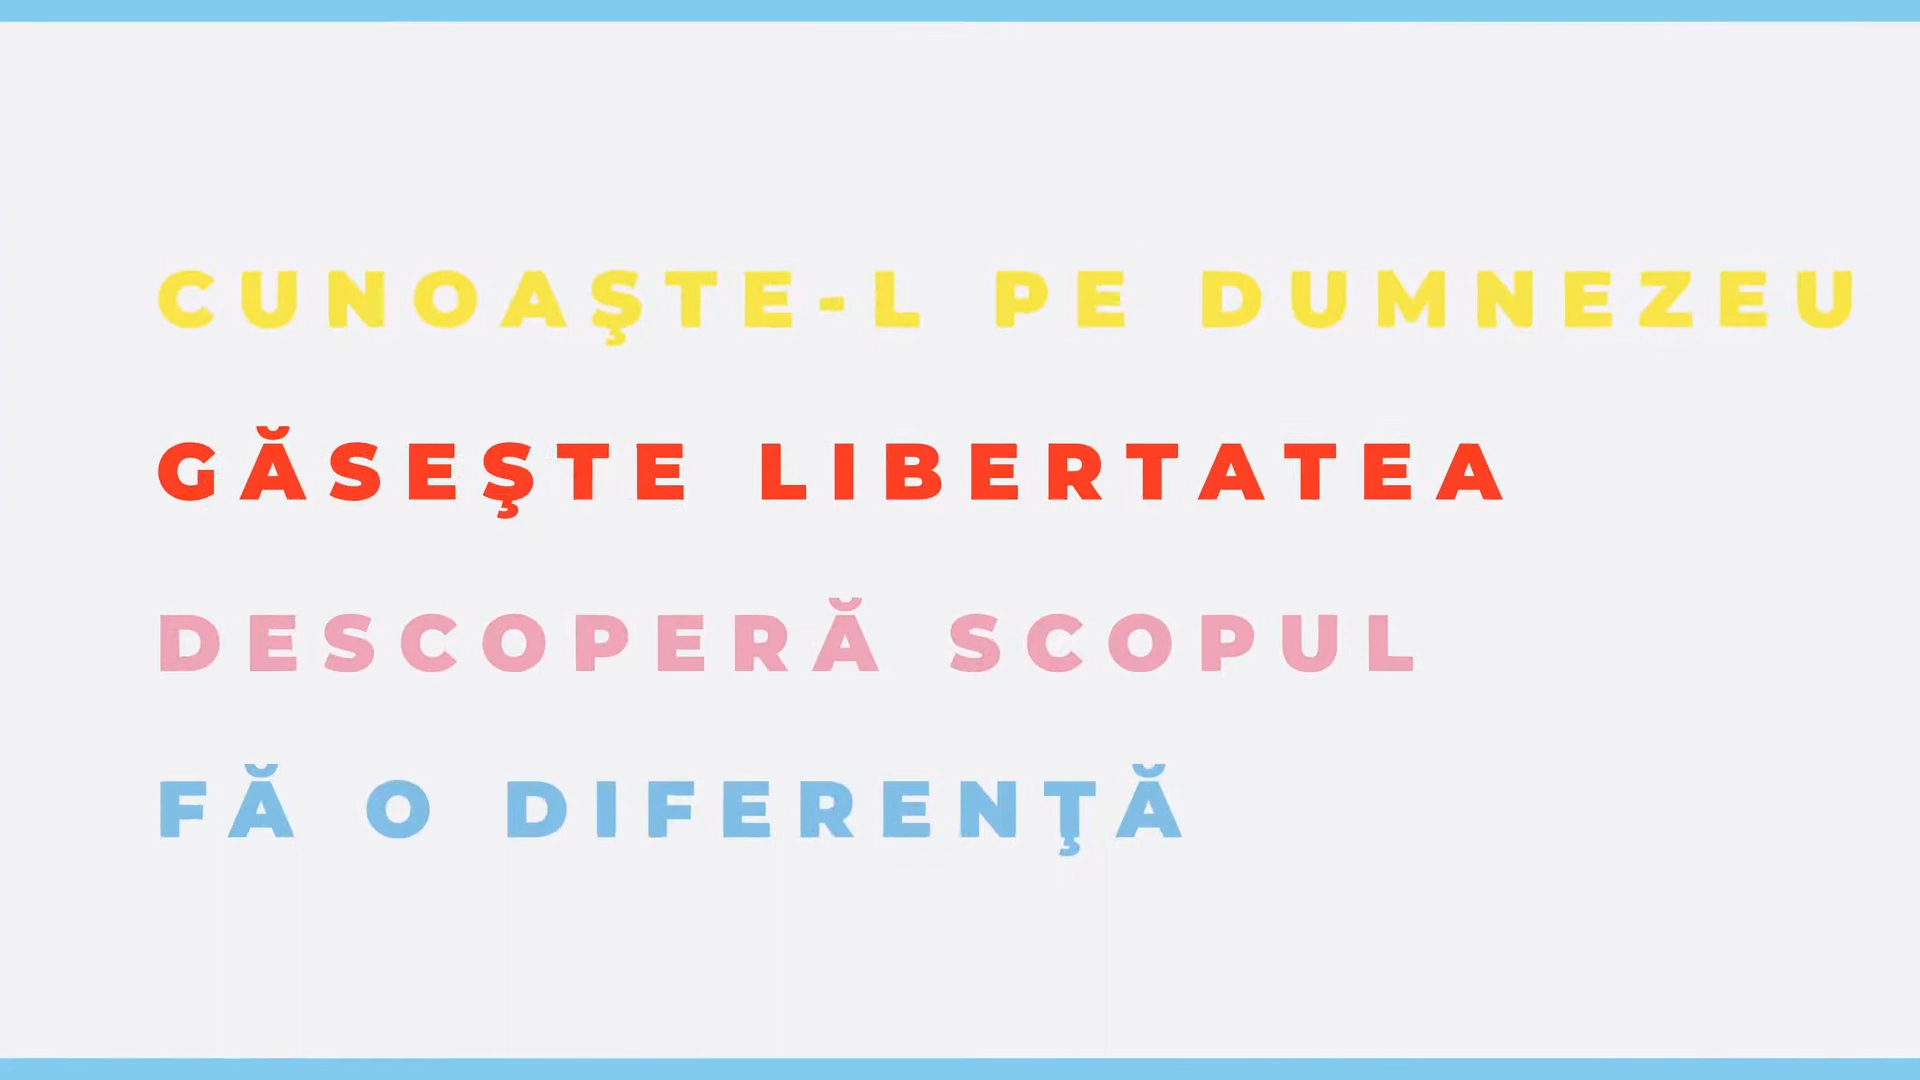 CUNOAŞTE-L PE DUMNEZEU
GĂSEŞTE LIBERTATEA
DESCOPERĂ SCOPUL
FĂ O DIFERENŢĂ